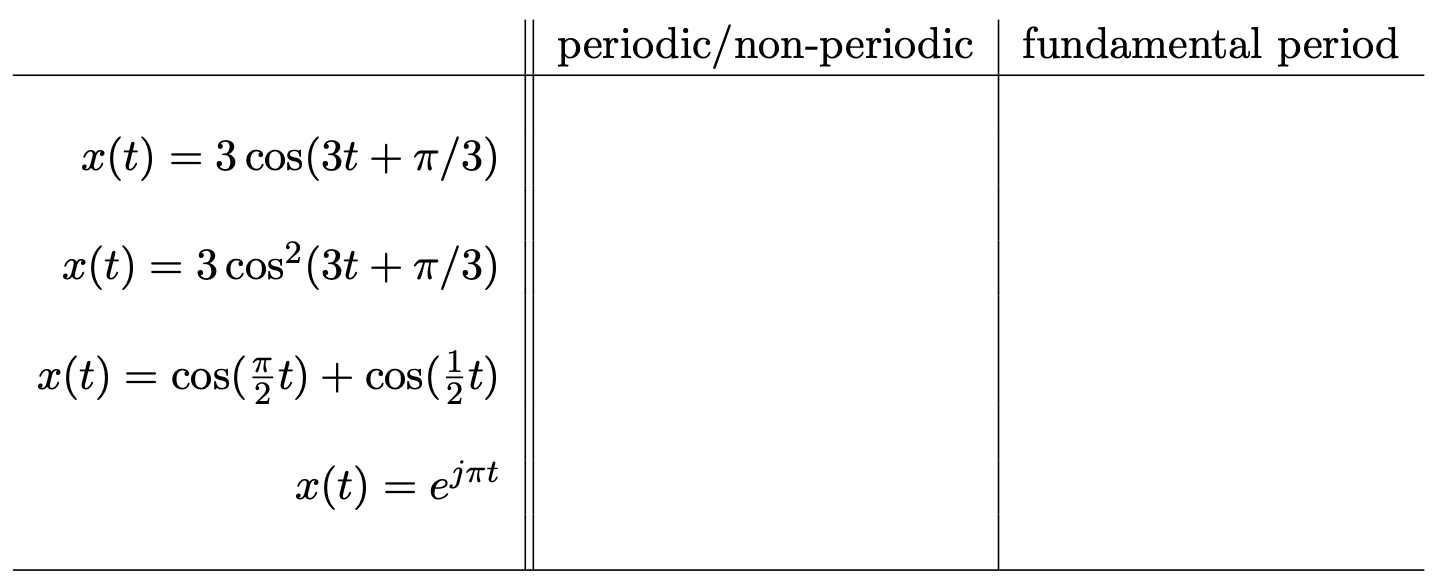 periodic/non-periodic fundamental period
x(t) = 3 cos(3t + π/3)
x(t) = 3 cos²(3t + π/3)
x(t) = cos(π/2 t) + cos(1/2 t)
x(t) = e^{jπt}